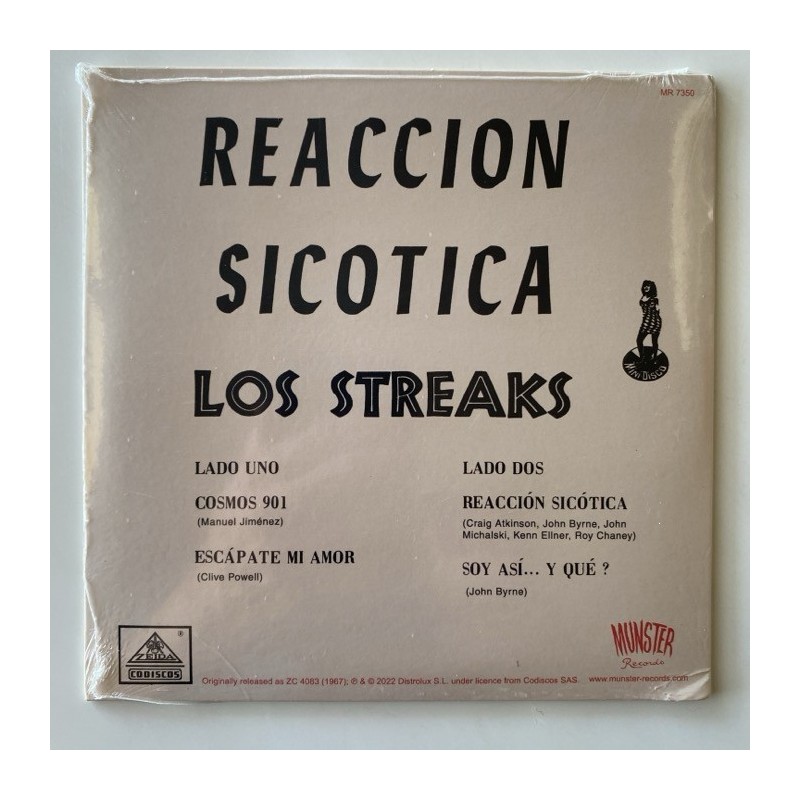 MR 7350
REACCION
SICOTICA
MINI DISCO
LOS STREAKS
LADO UNO
COSMOS 901
(Manuel Jiménez)
ESCÁPATE MI AMOR
(Clive Powell)
LADO DOS
REACCIÓN SICÓTICA
(Craig Atkinson, John Byrne, John
Michalski, Kenn Ellner, Roy Chaney)
SOY ASÍ... Y QUÉ ?
(John Byrne)
ZEIDA
®
CODISCOS
MUNSTER
Records
Originally released as ZC 4083 (1967); ℗ & © 2022 Distrolux S.L. under licence from Codiscos SAS
www.munster-records.com